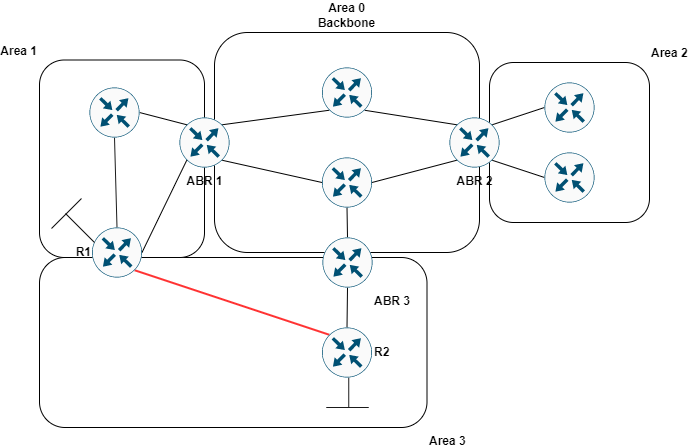 Area 0
Backbone
Area 1
Area 2
ABR 1
ABR 2
R1
ABR 3
R2
Area 3